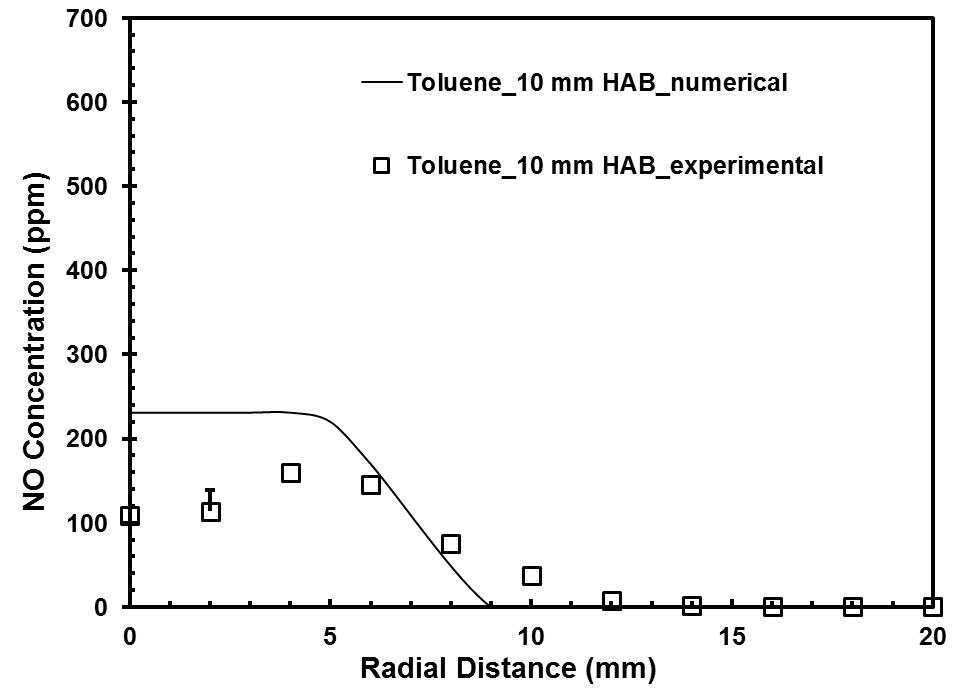 700
600
500
400
300
200
100
0
NO Concentration (ppm)
Toluene_10 mm HAB_numerical
Toluene_10 mm HAB_experimental
0 5 10 15 20
Radial Distance (mm)